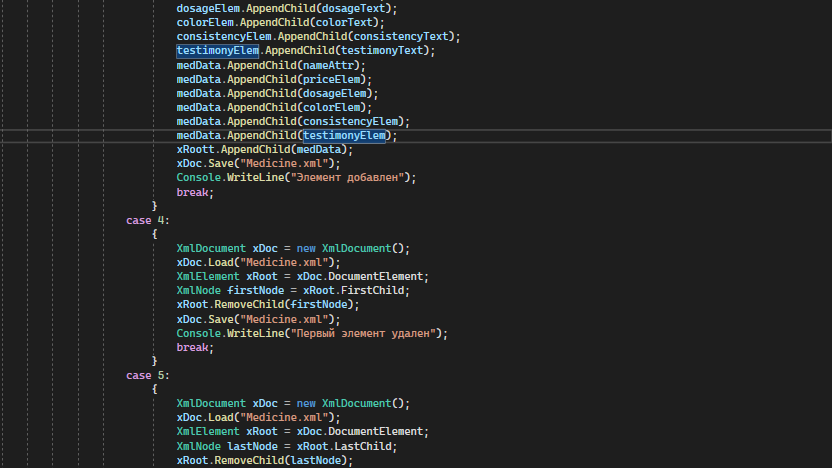 dosageElem.AppendChild(dosageText);
colorElem.AppendChild(colorText);
consistencyElem.AppendChild(consistencyText);
testimonyElem.AppendChild(testimonyText);
medData.AppendChild(nameAttr);
medData.AppendChild(priceElem);
medData.AppendChild(dosageElem);
medData.AppendChild(colorElem);
medData.AppendChild(consistencyElem);
medData.AppendChild(testimonyElem);
xRoott.AppendChild(medData);
xDoc.Save("Medicine.xml");
Console.WriteLine("Элемент добавлен");
break;
}
case 4:
{
XmlDocument xDoc = new XmlDocument();
xDoc.Load("Medicine.xml");
XmlElement xRoot = xDoc.DocumentElement;
XmlNode firstNode = xRoot.FirstChild;
xRoot.RemoveChild(firstNode);
xDoc.Save("Medicine.xml");
Console.WriteLine("Первый элемент удален");
break;
}
case 5:
{
XmlDocument xDoc = new XmlDocument();
xDoc.Load("Medicine.xml");
XmlElement xRoot = xDoc.DocumentElement;
XmlNode lastNode = xRoot.LastChild;
xRoot.RemoveChild(lastNode);